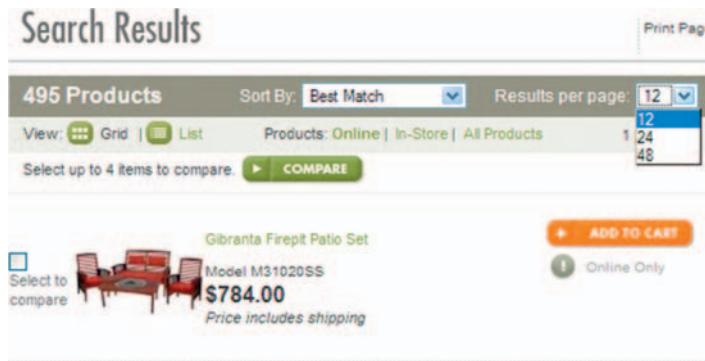 Search Results
Print Pag
495 Products Sort By: Best Match Results per page: 12
12
View: Grid | List Products: Online | In-Store | All Products 1 24
48
Select up to 4 items to compare. COMPARE
Gibranta Firepit Patio Set ADD TO CART
Select to compare Model M31020SS Online Only
$784.00
Price includes shipping